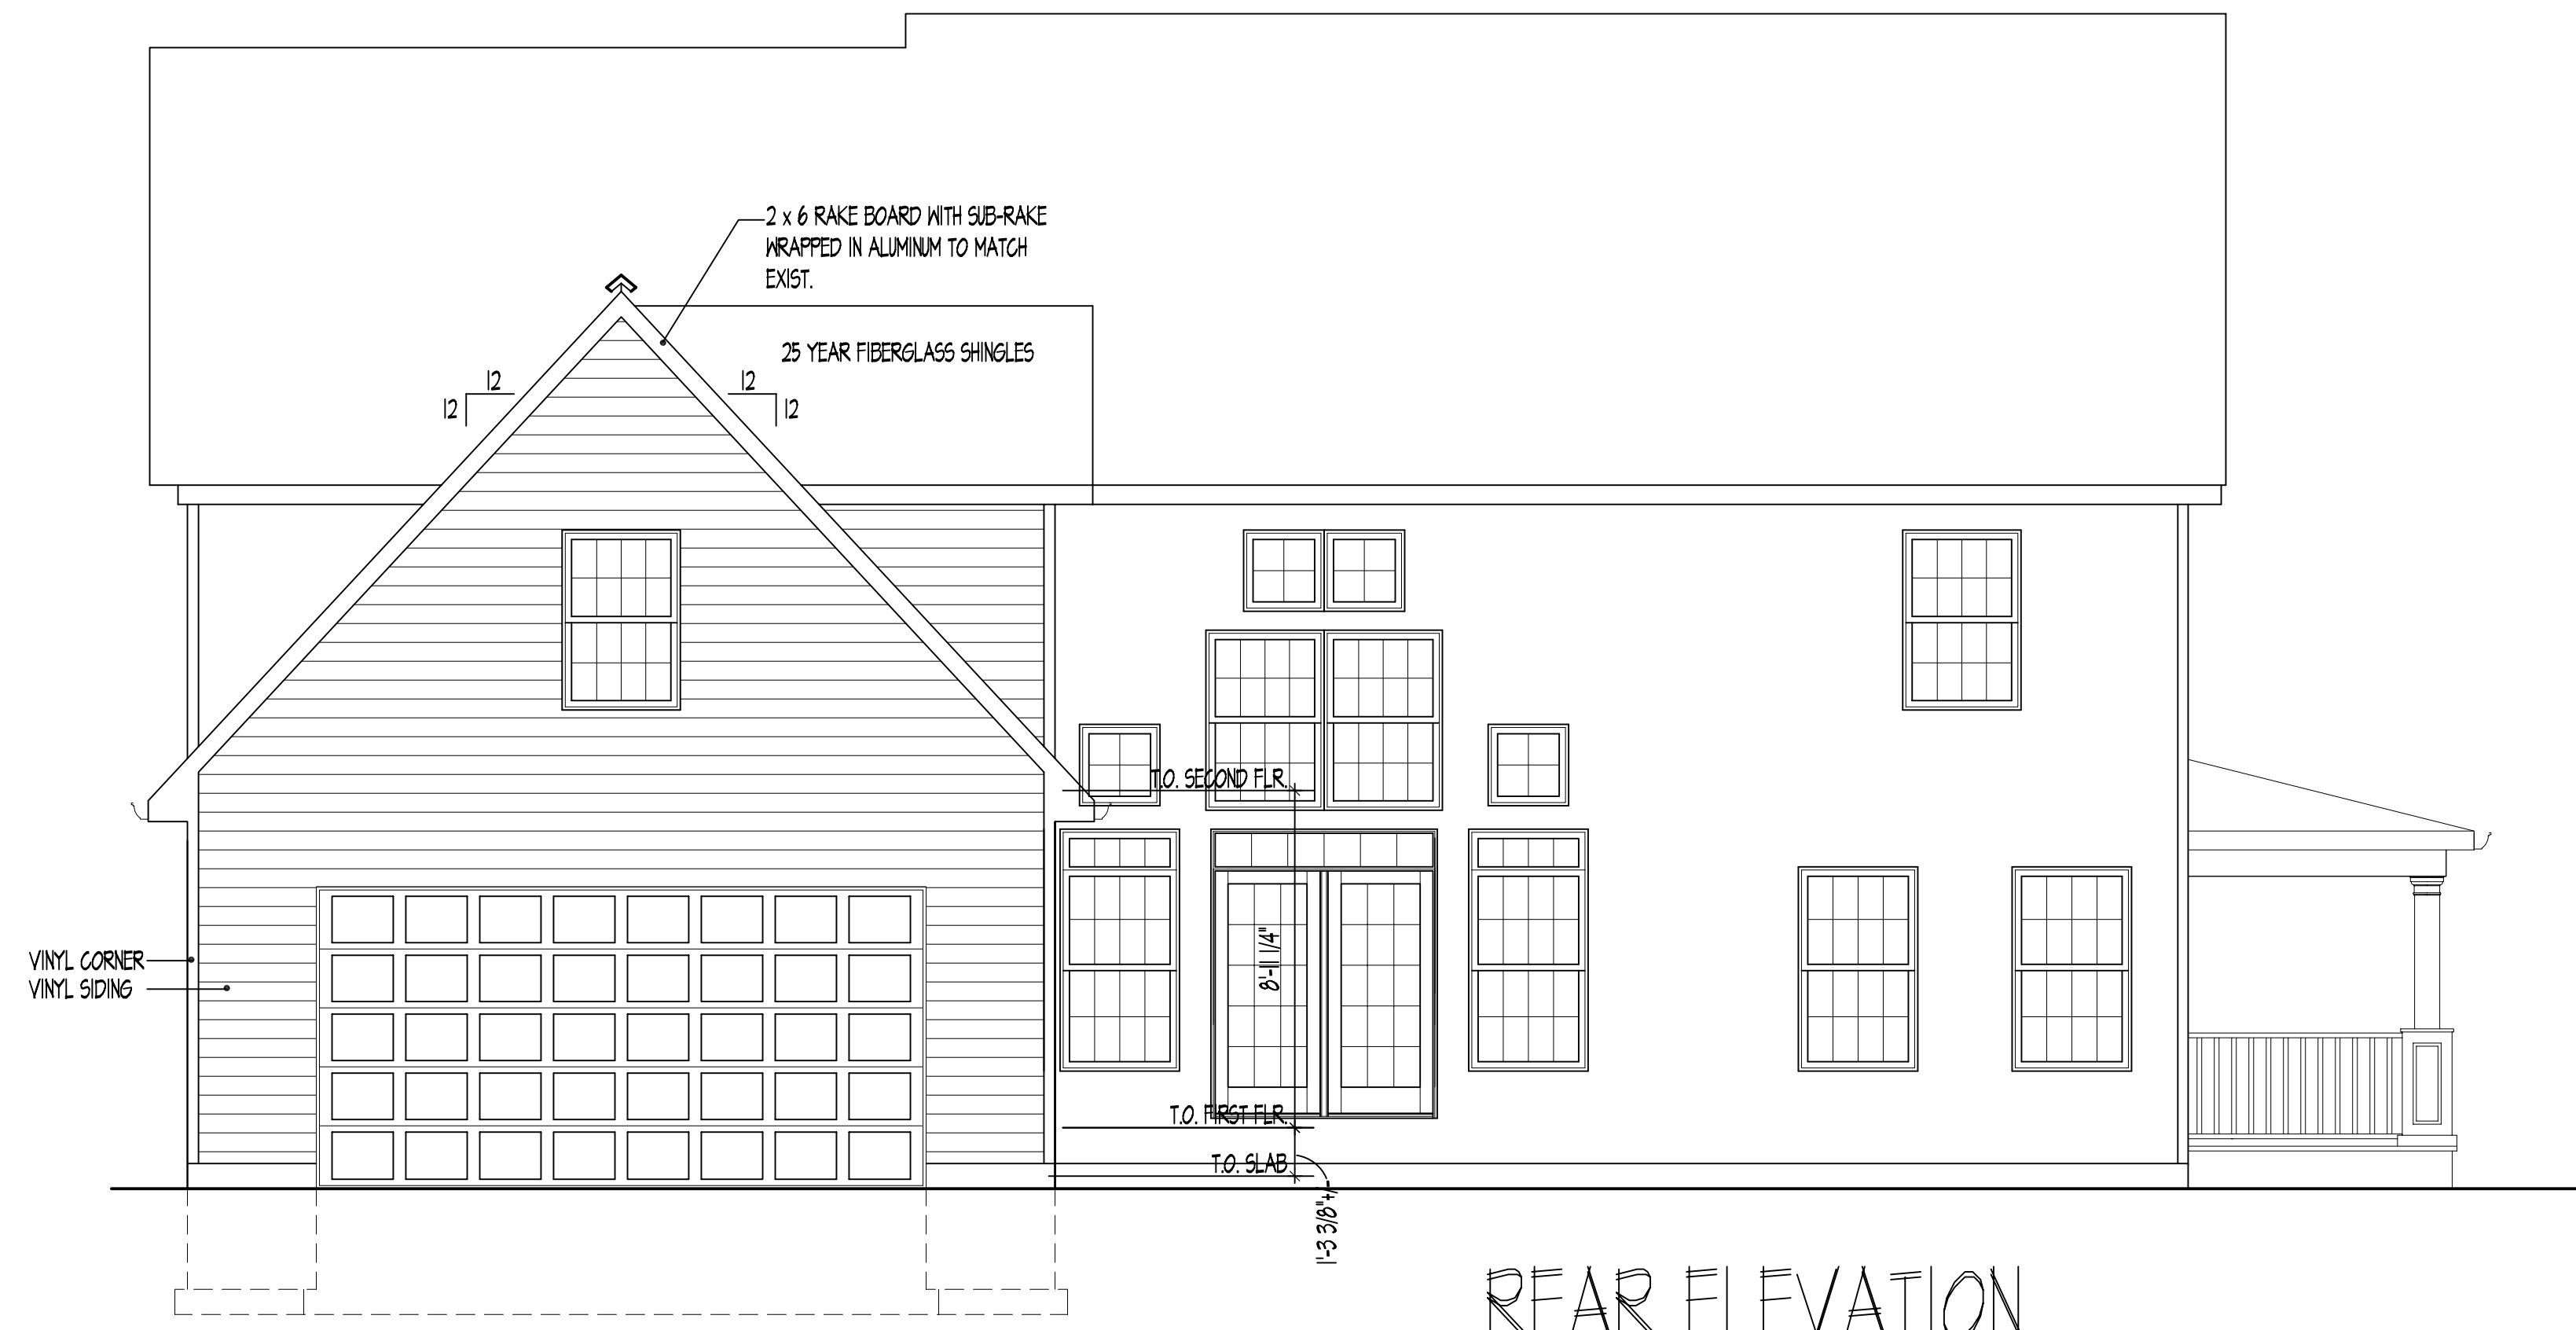 2 x 6 RAKE BOARD WITH SUB-RAKE
WRAPPED IN ALUMINUM TO MATCH
EXIST.
25 YEAR FIBERGLASS SHINGLES
12
12
12
12
T.O. SECOND FLR.
8'-11 1/4"
VINYL CORNER
VINYL SIDING
T.O. FIRST FLR.
T.O. SLAB
1'-3 3/8"+/-
REAR ELEVATION